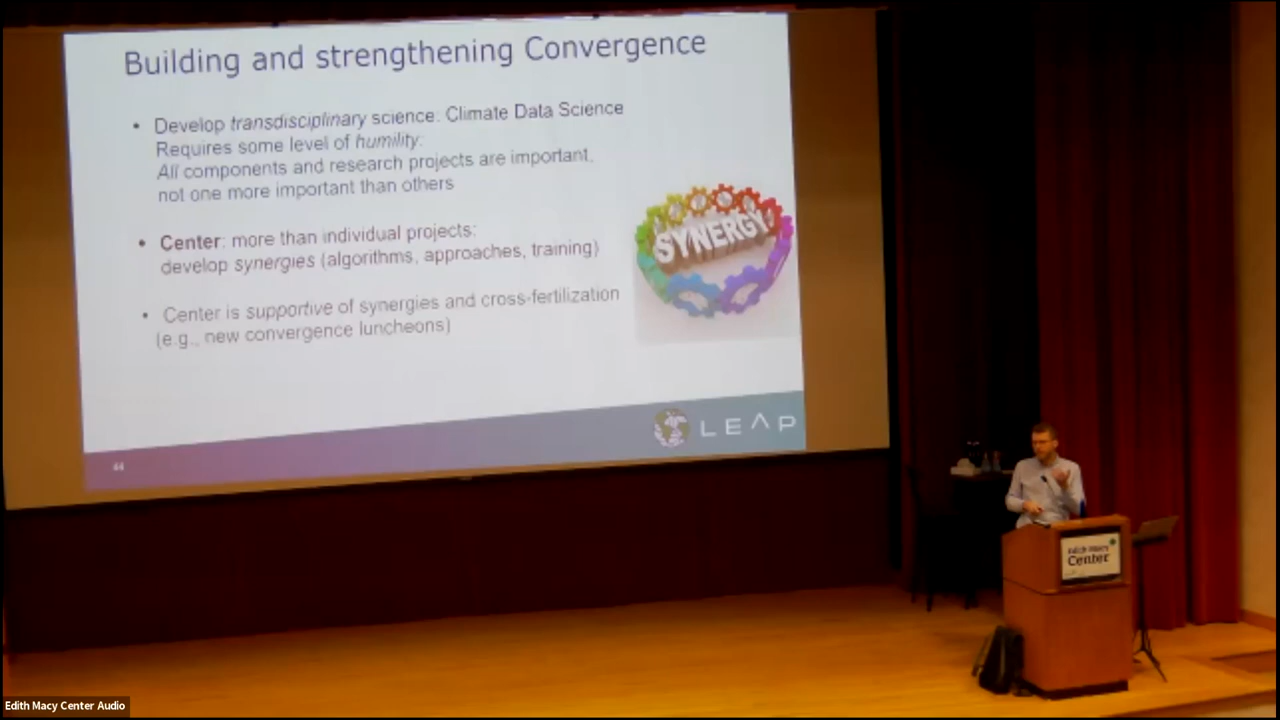 Building and strengthening Convergence
• Develop transdisciplinary science: Climate Data Science
Requires some level of humility:
All components and research projects are important,
not one more important than others
• Center: more than individual projects:
develop synergies (algorithms, approaches, training)
• Center is supportive of synergies and cross-fertilization
(e.g., new convergence luncheons)
SYNERGY
LEAP
44
Edith Macy
Center
Edith Macy Center Audio